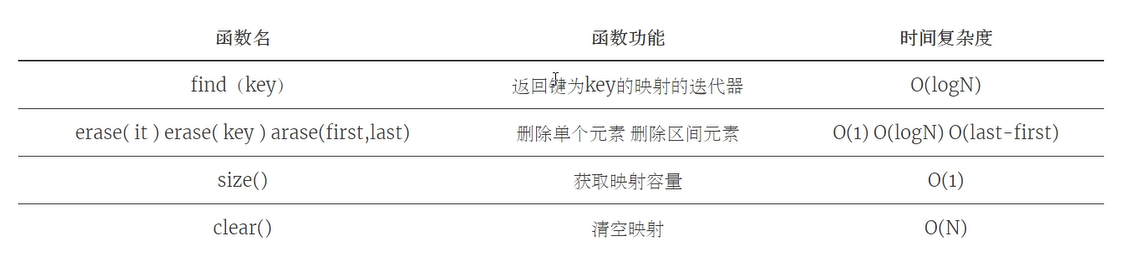 函数名 函数功能 时间复杂度
find（key） 返回键为key的映射的迭代器 O(logN)
erase( it ) erase( key ) arase(first,last) 删除单个元素 删除区间元素 O(1) O(logN) O(last-first)
size() 获取映射容量 O(1)
clear() 清空映射 O(N)